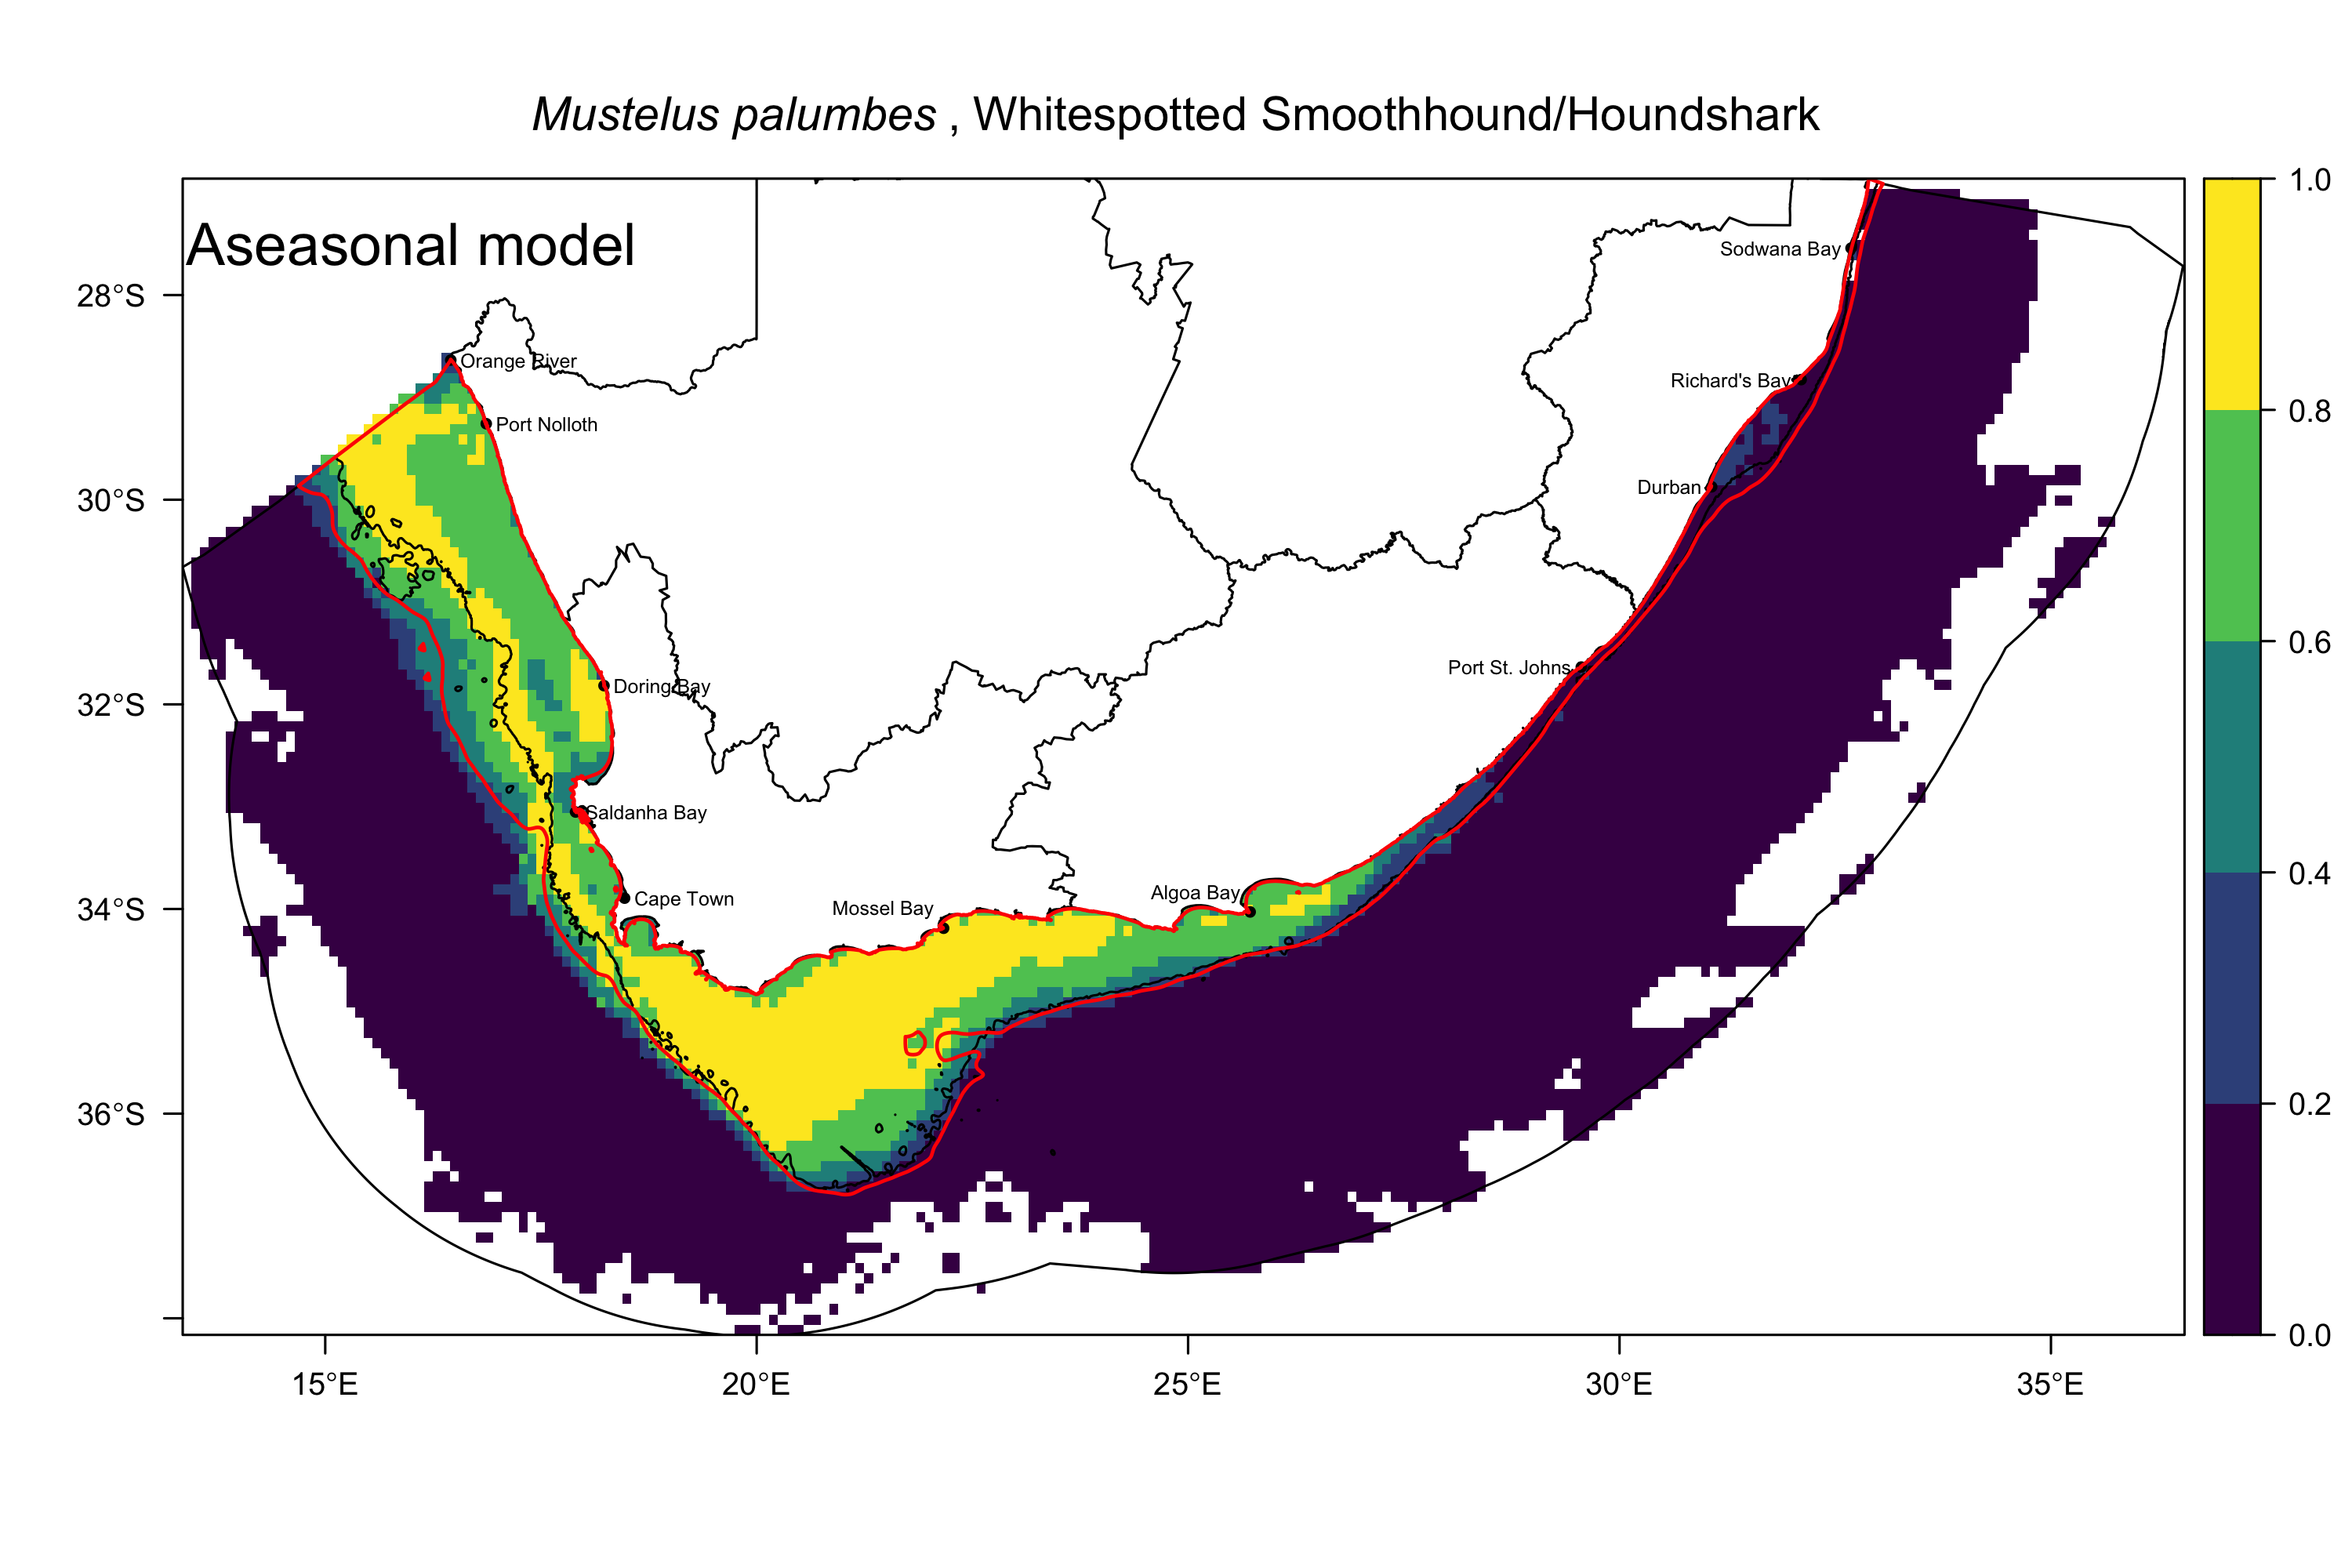 Mustelus palumbes , Whitespotted Smoothhound/Houndshark
Aseasonal model
1.0
0.8
0.6
0.4
0.2
0.0
28°S
30°S
32°S
34°S
36°S
Sodwana Bay
Orange River
Richard's Bay
Port Nolloth
Durban
Port St. Johns
Doring Bay
Saldanha Bay
Cape Town
Algoa Bay
Mossel Bay
15°E
20°E
25°E
30°E
35°E